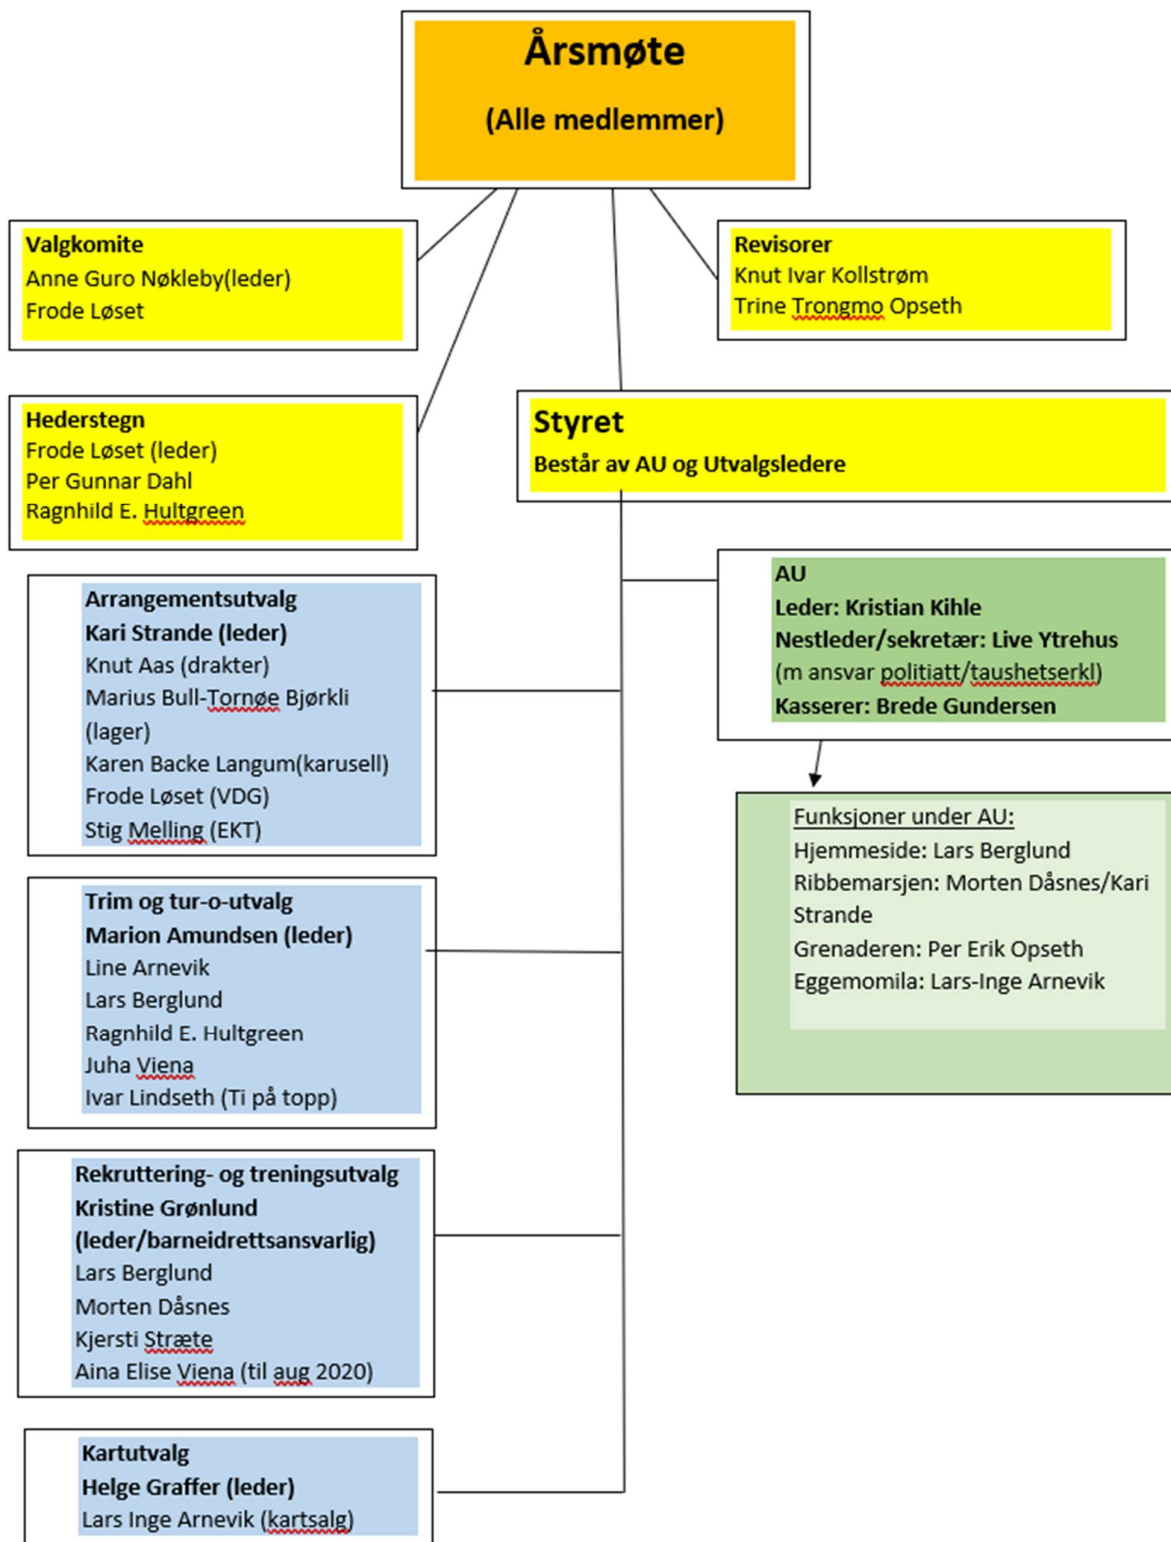 Årsmøte
(Alle medlemmer)
Valgkomite
Anne Guro Nøkleby(leder)
Frode Løset
Revisorer
Knut Ivar Kollstrøm
Trine Trongmo Opseth
Hederstegn
Frode Løset (leder)
Per Gunnar Dahl
Ragnhild E. Hultgreen
Styret
Består av AU og Utvalgsledere
Arrangementsutvalg
Kari Strande (leder)
Knut Aas (drakter)
Marius Bull-Tornøe Bjørkli
(lager)
Karen Backe Langum(karusell)
Frode Løset (VDG)
Stig Melling (EKT)
AU
Leder: Kristian Kihle
Nestleder/sekretær: Live Ytrehus
(m ansvar politiatt/taushetserkl)
Kasserer: Brede Gundersen
Funksjoner under AU:
Hjemmeside: Lars Berglund
Ribbemarsjen: Morten Dåsnes/Kari
Strande
Grenaderen: Per Erik Opseth
Eggemomila: Lars-Inge Arnevik
Trim og tur-o-utvalg
Marion Amundsen (leder)
Line Arnevik
Lars Berglund
Ragnhild E. Hultgreen
Juha Viena
Ivar Lindseth (Ti på topp)
Rekruttering- og treningsutvalg
Kristine Grønlund
(leder/barneidrettsansvarlig)
Lars Berglund
Morten Dåsnes
Kjersti Stræte
Aina Elise Viena (til aug 2020)
Kartutvalg
Helge Graffer (leder)
Lars Inge Arnevik (kartsalg)